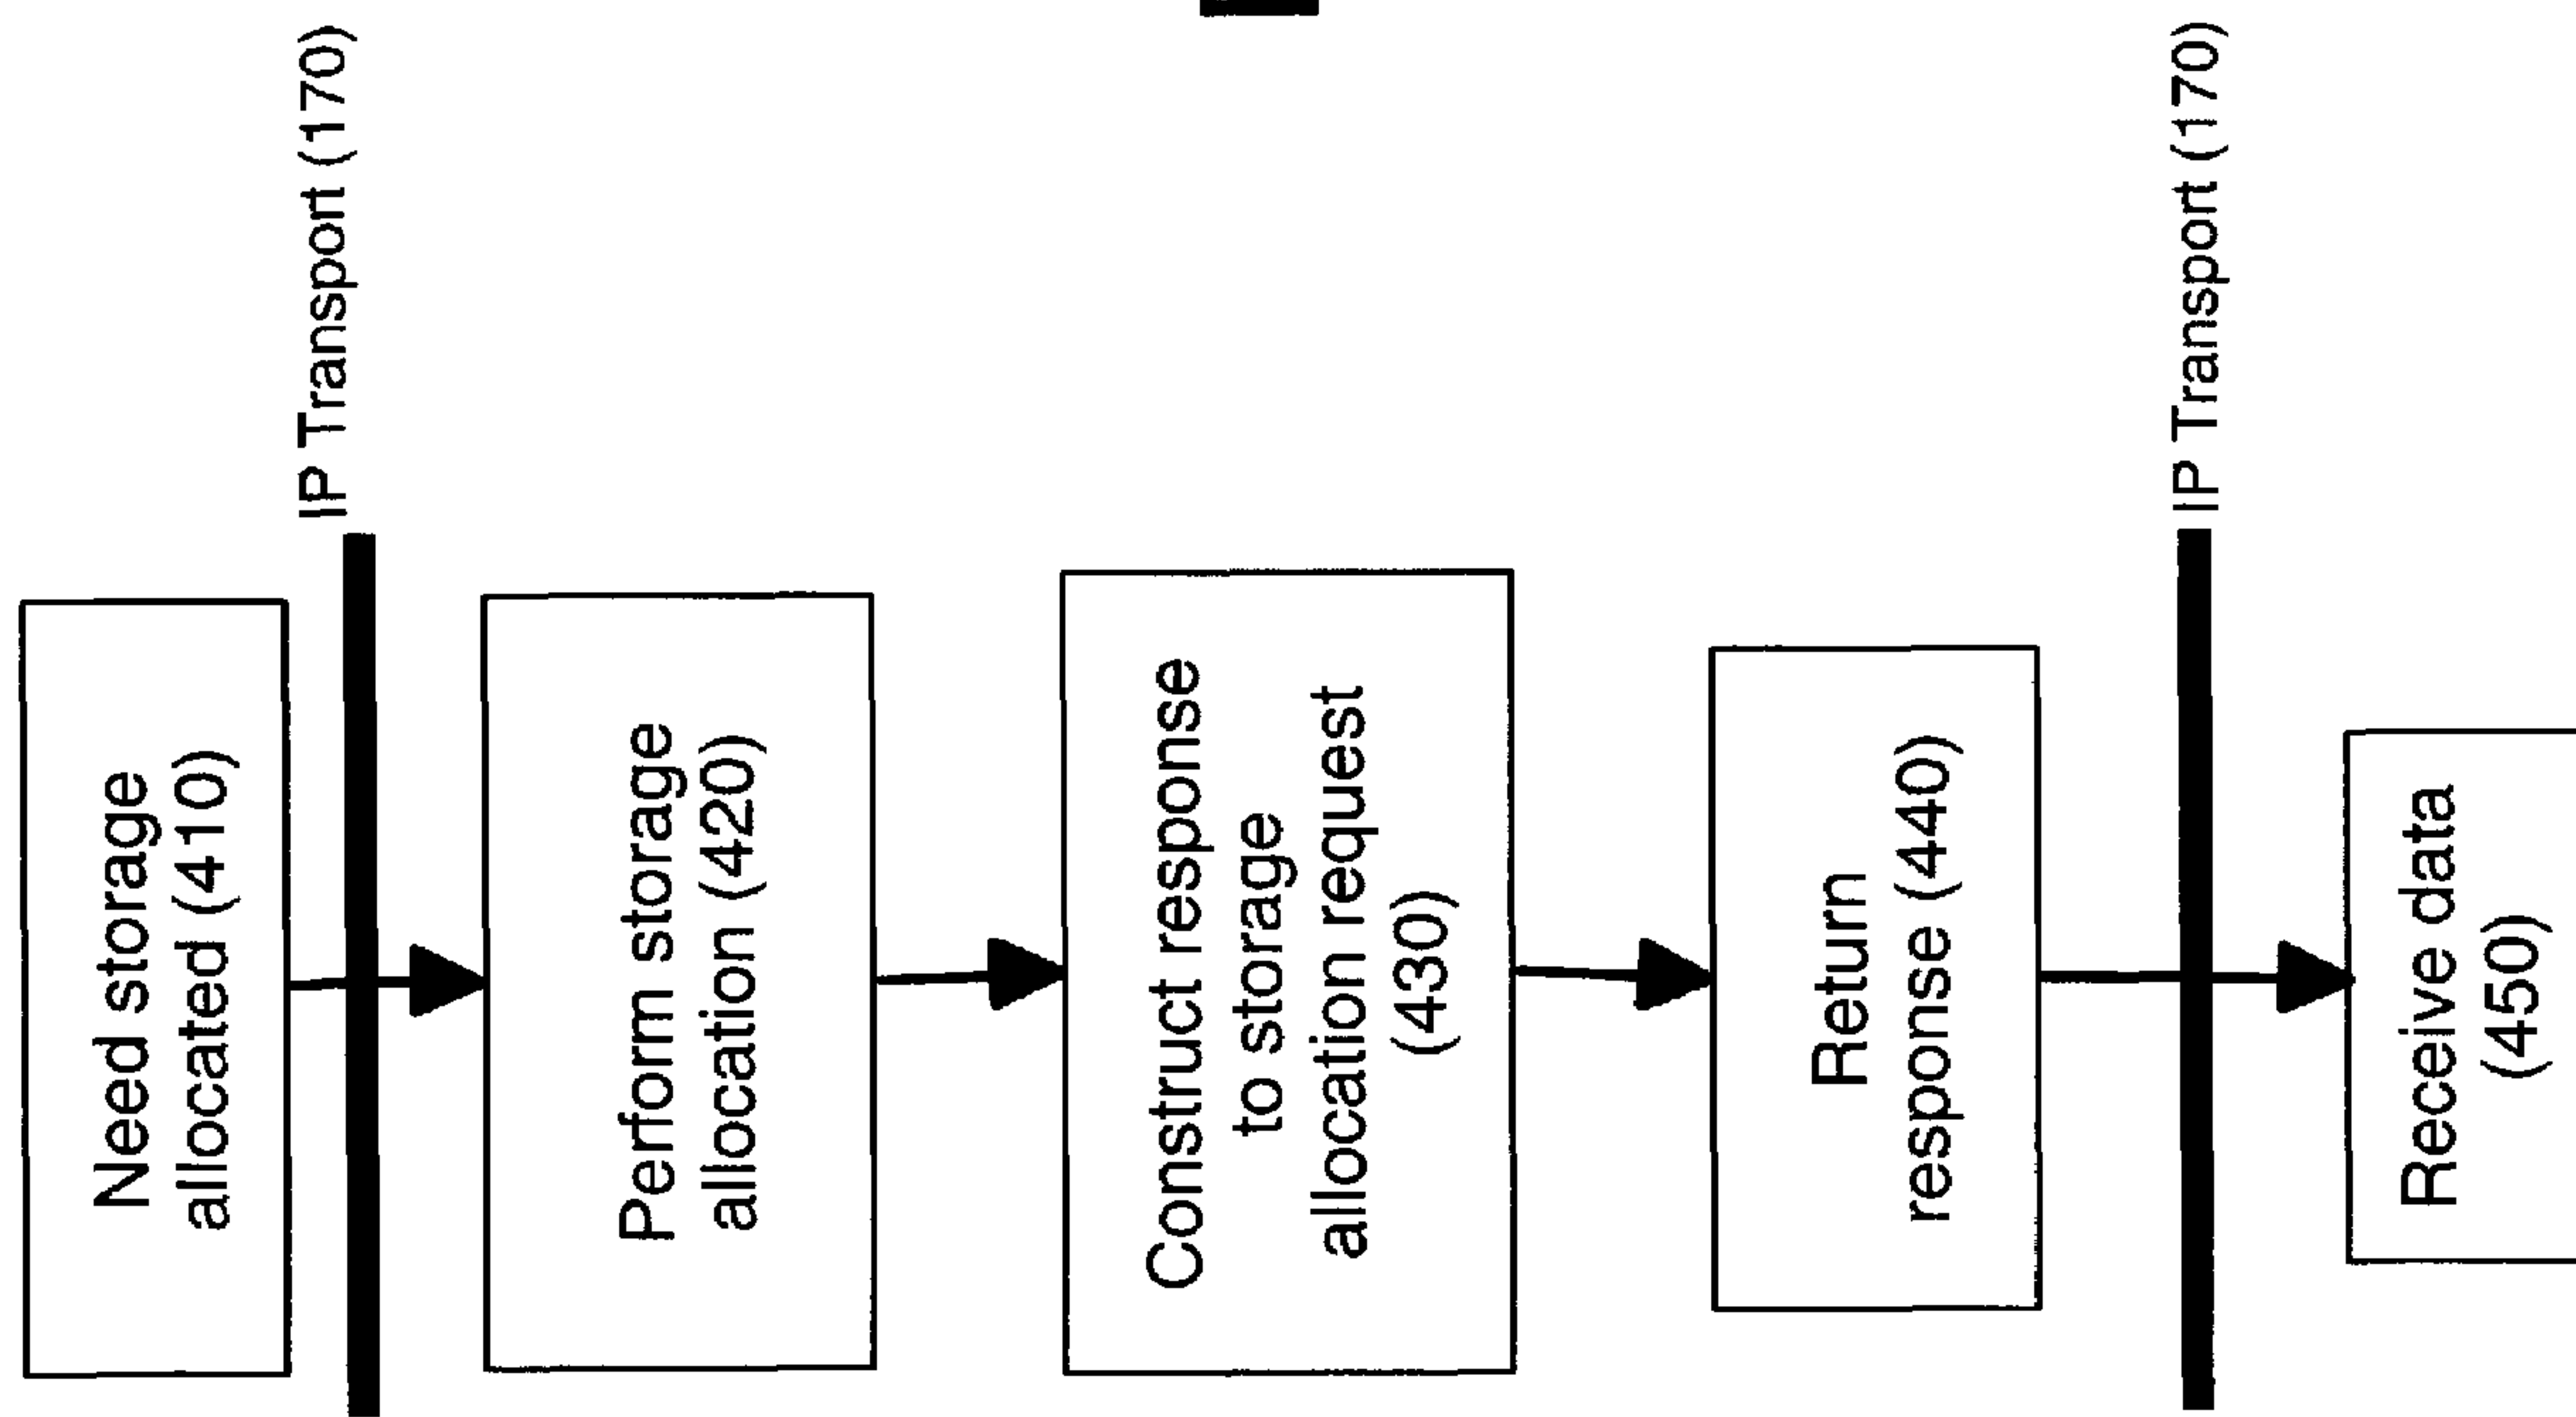 Need storage
allocated (410)
IP Transport (170)
Perform storage
allocation (420)
Construct response
to storage
allocation request
(430)
Return
response (440)
IP Transport (170)
Receive data
(450)